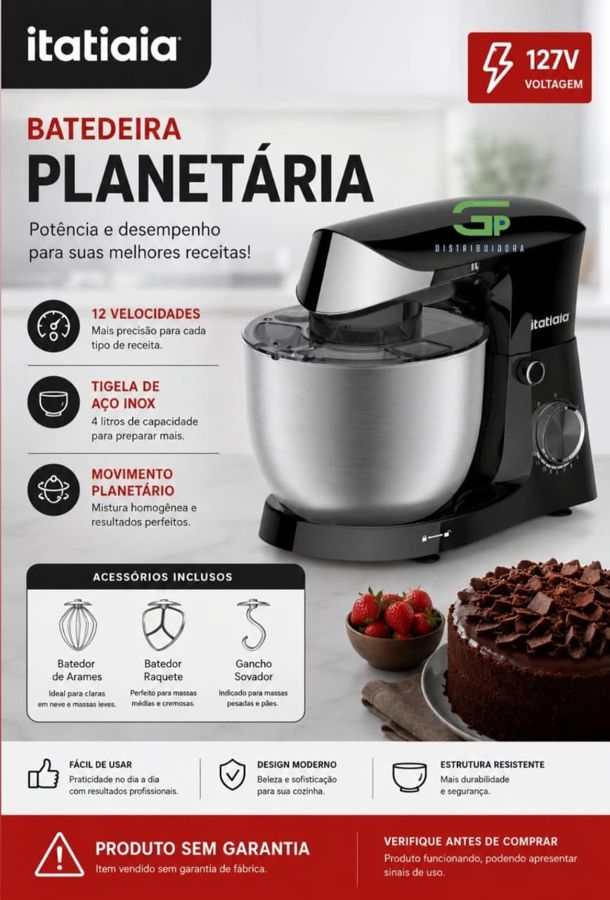 itatiaia
127V
VOLTAGEM
BATEDEIRA
PLANETÁRIA
Potência e desempenho
para suas melhores receitas!
GP
DISTRIBUIDORA
itatiaia
12 VELOCIDADES
Mais precisão para cada
tipo de receita.
TIGELA DE
AÇO INOX
4 litros de capacidade
para preparar mais.
MOVIMENTO
PLANETÁRIO
Mistura homogênea e
resultados perfeitos.
ACESSÓRIOS INCLUSOS
Batedor
de Arames
Ideal para claras
em neve e massas leves.
Batedor
Raquete
Perfeito para massas
médias e cremosas.
Gancho
Sovador
Indicado para massas
pesadas e pães.
FÁCIL DE USAR
Praticidade no dia a dia
com resultados profissionais.
DESIGN MODERNO
Beleza e sofisticação
para sua cozinha.
ESTRUTURA RESISTENTE
Mais durabilidade
e segurança.
PRODUTO SEM GARANTIA
Item vendido sem garantia de fábrica.
VERIFIQUE ANTES DE COMPRAR
Produto funcionando, podendo apresentar
sinais de uso.